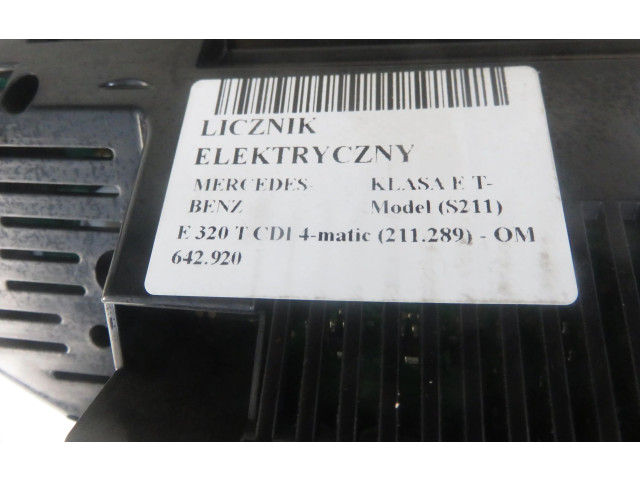 LICZNIK
ELEKTRYCZNY
MERCEDES-BENZ KLASA E T-Model (S211)
E 320 T CDI 4-matic (211.289) - OM
642.920